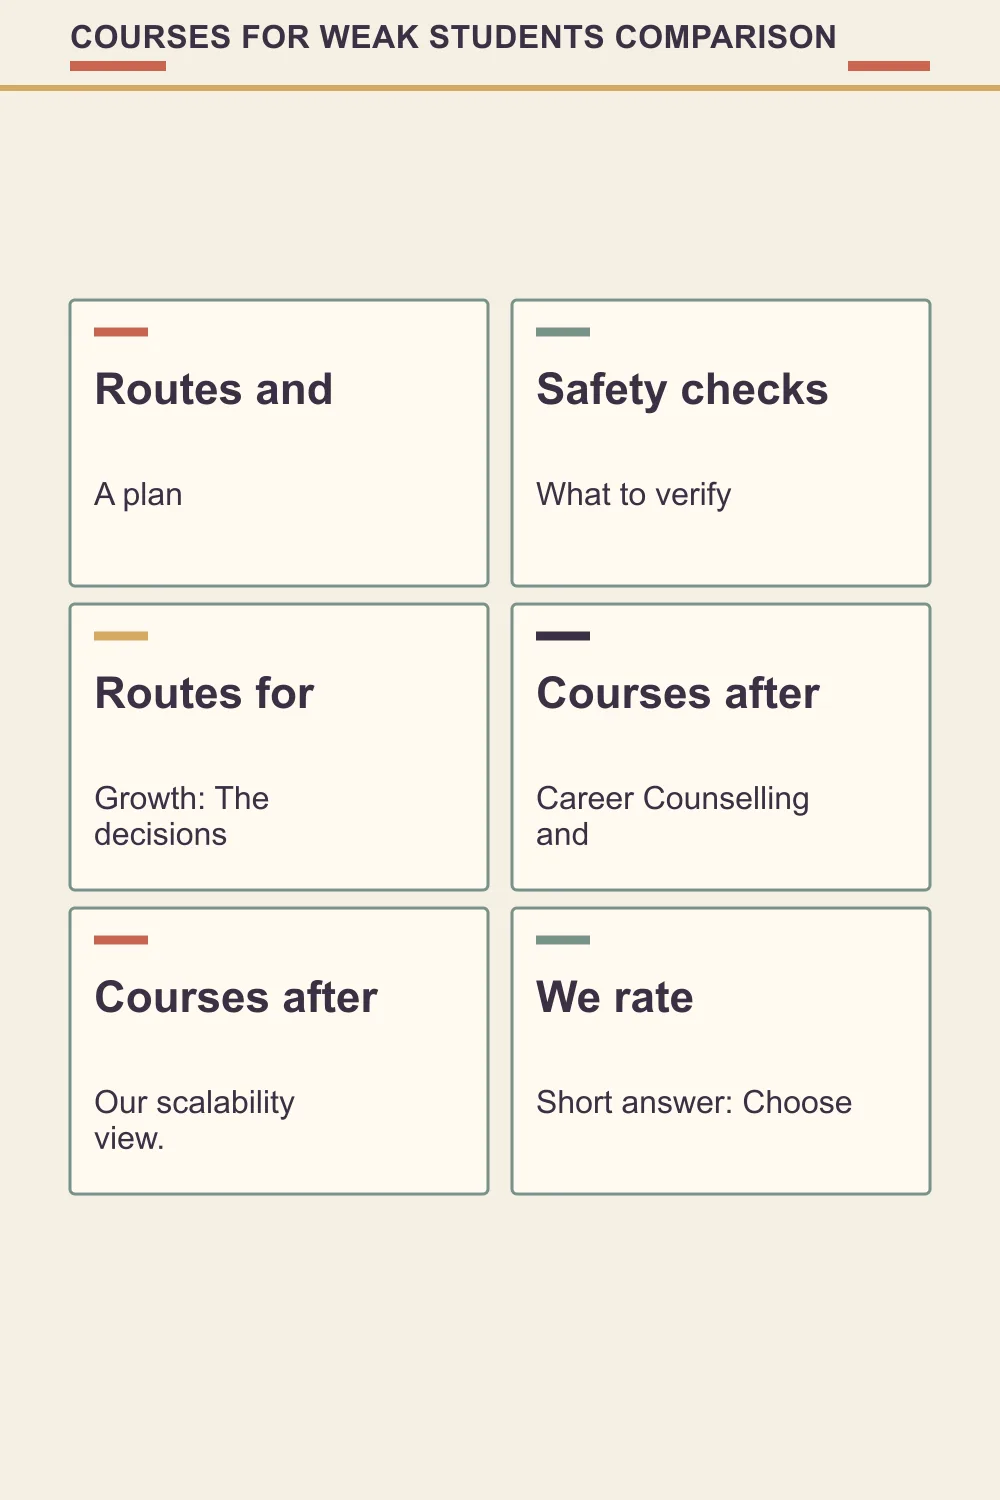 COURSES FOR WEAK STUDENTS COMPARISON
Routes and
A plan
Safety checks
What to verify
Routes for
Growth: The
decisions
Courses after
Career Counselling
and
Courses after
Our scalability
view.
We rate
Short answer: Choose